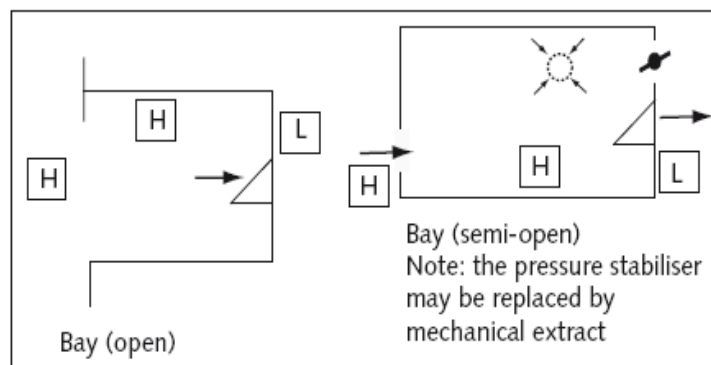 H
L
H
H
H
L
Bay (open)
Bay (semi-open)
Note: the pressure stabiliser
may be replaced by
mechanical extract